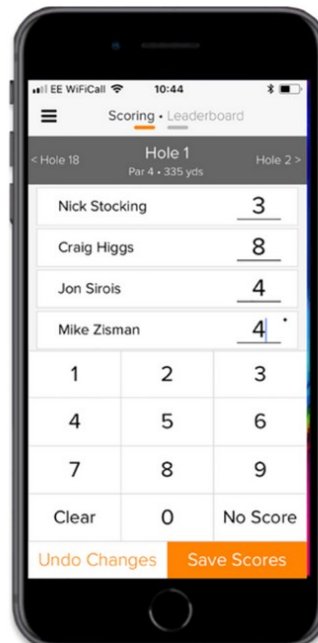 EE WiFiCall 10:44
Scoring • Leaderboard
< Hole 18 Hole 1 Hole 2 >
Par 4 • 335 yds
Nick Stocking 3
Craig Higgs 8
Jon Sirois 4
Mike Zisman 4 •
1 2 3
4 5 6
7 8 9
Clear 0 No Score
Undo Changes Save Scores